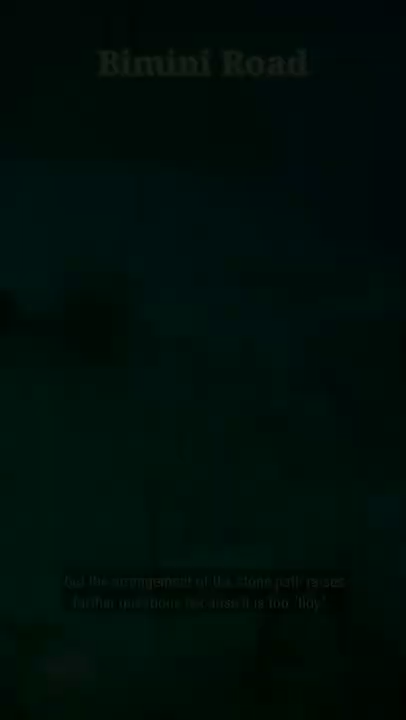 Bimini Road
but the arrangement of the stone path raises
further questions because it is too "tidy"